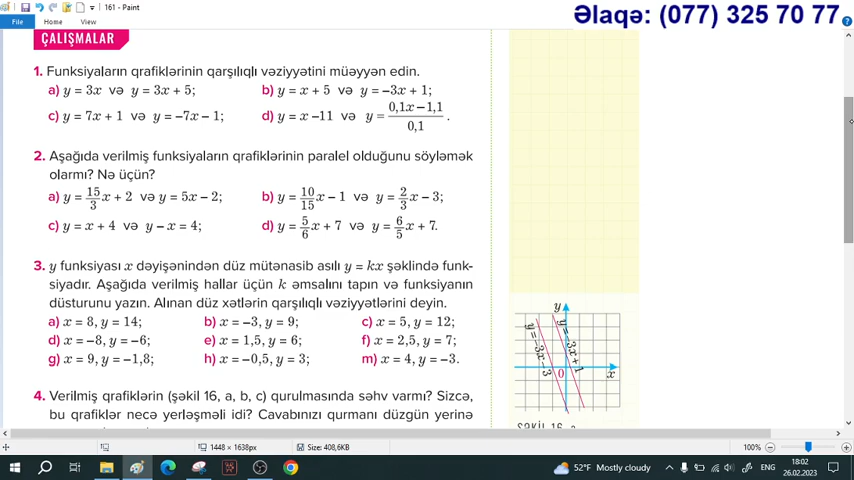 161 - Paint
Əlaqə: (077) 325 70 77
File Home View
ÇALIŞMALAR
1. Funksiyaların qrafiklərinin qarşılıqlı vəziyyətini müəyyən edin.
a) y = 3x və y = 3x + 5; b) y = x + 5 və y = −3x + 1;
c) y = 7x + 1 və y = −7x − 1; d) y = x −11 və y = (0,1x − 1,1)/0,1 .
2. Aşağıda verilmiş funksiyaların qrafiklərinin paralel olduğunu söyləmək
olarmı? Nə üçün?
a) y = 15/3 x + 2 və y = 5x − 2; b) y = 10/15 x − 1 və y = 2/3 x − 3;
c) y = x + 4 və y − x = 4; d) y = 5/6 x + 7 və y = 6/5 x + 7.
3. y funksiyası x dəyişənindən düz mütənasib asılı y = kx şəklində funk-
siyadır. Aşağıda verilmiş hallar üçün k əmsalını tapın və funksiyanın
düsturunu yazın. Alınan düz xətlərin qarşılıqlı vəziyyətlərini deyin.
a) x = 8, y = 14; b) x = −3, y = 9; c) x = 5, y = 12;
d) x = −8, y = −6; e) x = 1,5, y = 6; f) x = 2,5, y = 7;
g) x = 9, y = −1,8; h) x = −0,5, y = 3; m) x = 4, y = −3.
4. Verilmiş qrafiklərin (şəkil 16, a, b, c) qurulmasında səhv varmı? Sizcə,
bu qrafiklər necə yerləşməli idi? Cavabınızı qurmanı düzgün yerinə
y
y=−3x−3
y=−3x+1
0
x
1448 × 1638px
Size: 408,6KB
100%
52°F Mostly cloudy
ENG
18:02
26.02.2023